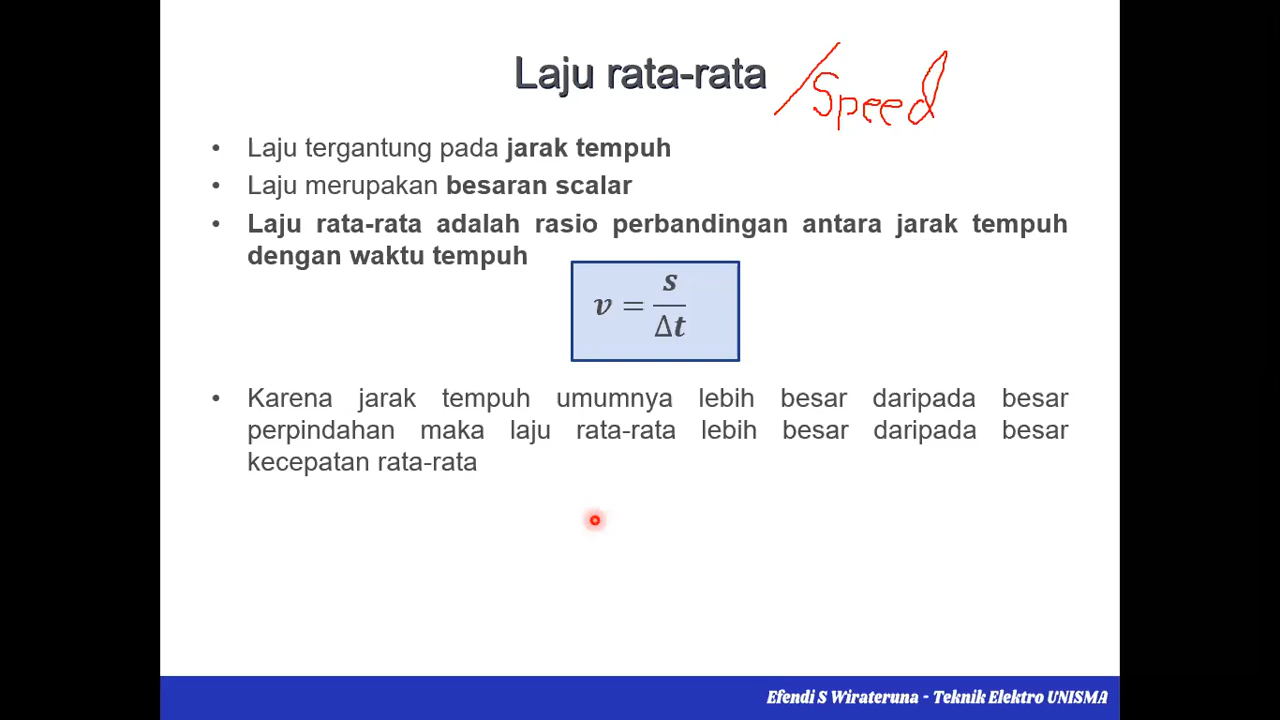 Laju rata-rata /Speed
• Laju tergantung pada jarak tempuh
• Laju merupakan besaran scalar
• Laju rata-rata adalah rasio perbandingan antara jarak tempuh
dengan waktu tempuh
v = s/Δt
• Karena jarak tempuh umumnya lebih besar daripada besar
perpindahan maka laju rata-rata lebih besar daripada besar
kecepatan rata-rata
Efendi S Wirateruna - Teknik Elektro UNISMA